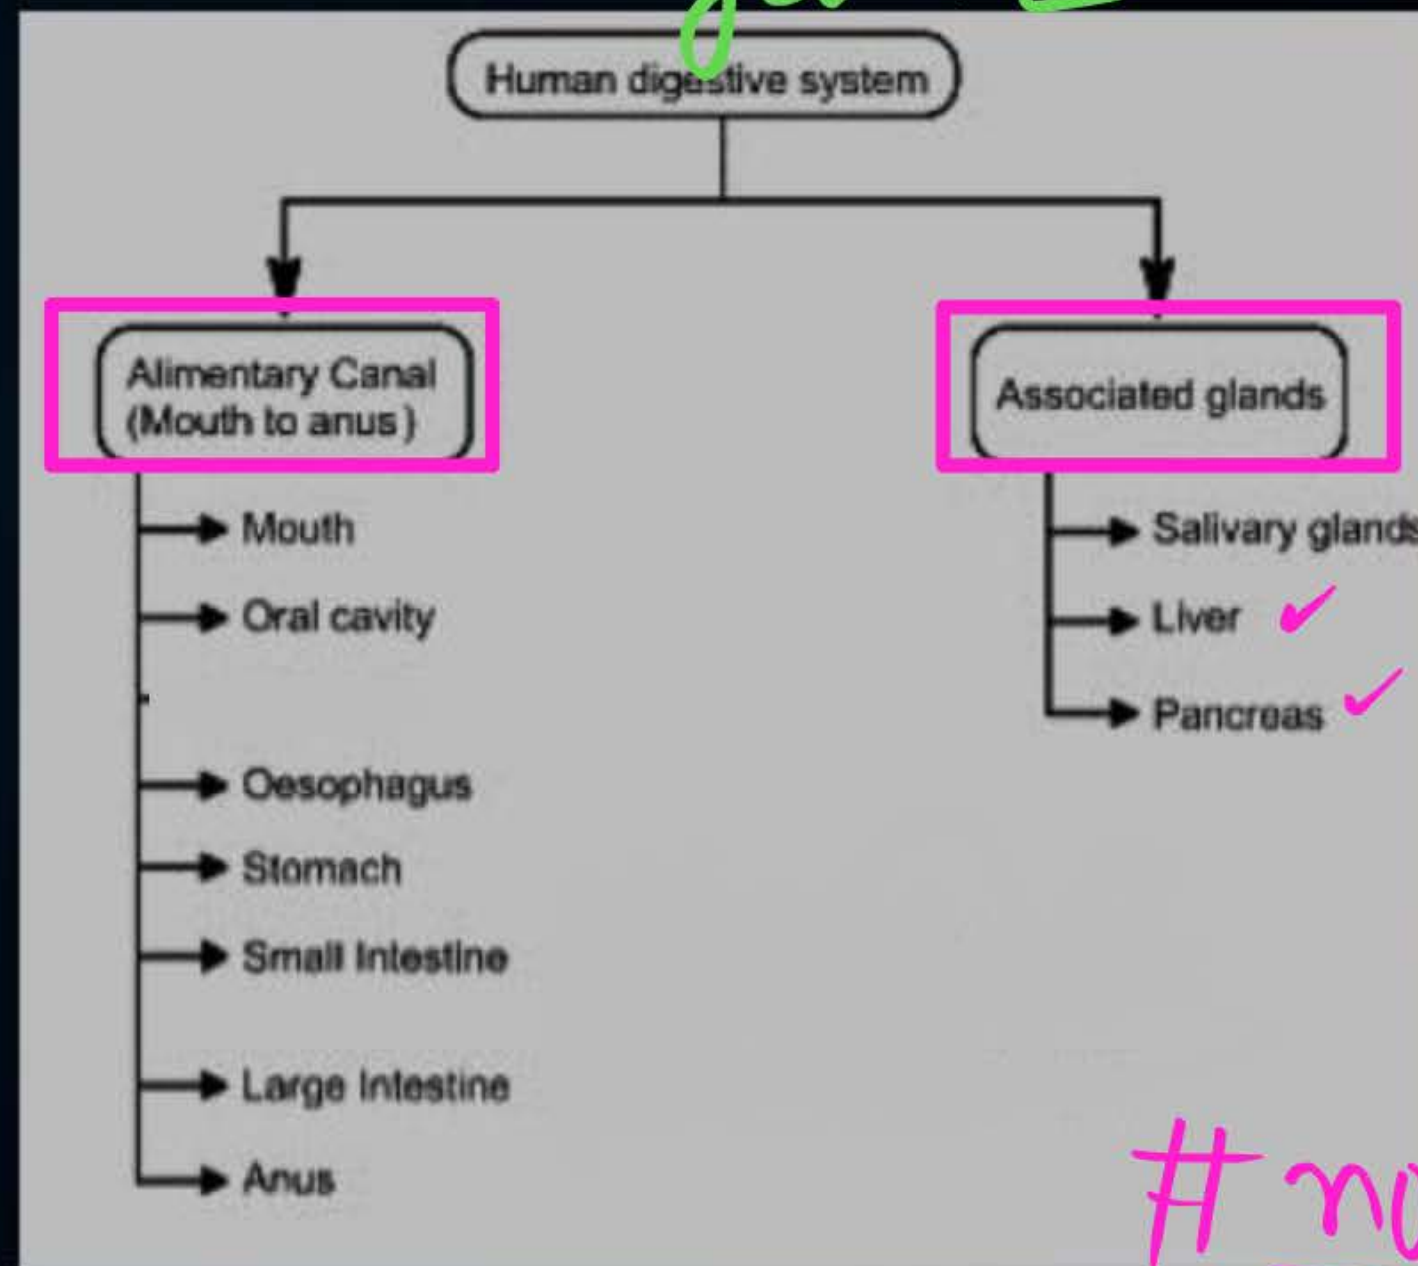 Human digestive system
Alimentary Canal
(Mouth to anus)
Associated glands
Mouth
Oral cavity
Oesophagus
Stomach
Small Intestine
Large Intestine
Anus
Salivary glands
Liver
Pancreas